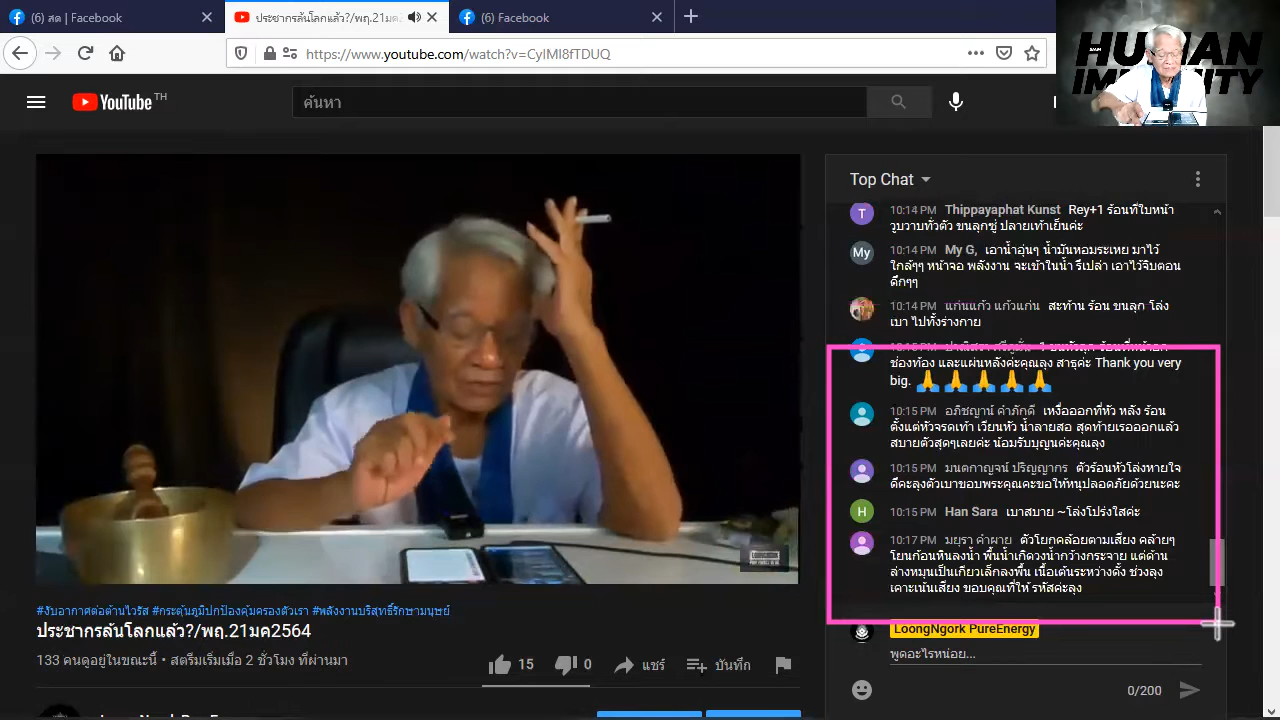 (6) สด | Facebook
ประชากรล้นโลกแล้ว?/พฤ.21มค
(6) Facebook
https://www.youtube.com/watch?v=CylMI8fTDUQ
YouTube TH
ค้นหา
HUMAN
IMMUNITY
Top Chat
10:14 PM Thippayaphat Kunst Rey+1 ร้อนที่ใบหน้า
วูบวาบทั่วตัว ขนลุกซู่ ปลายเท้าเย็นค่ะ
10:14 PM My G, เอาน้ำอุ่นๆ น้ำมันหอมระเหย มาไว้
ใกล้ๆๆ หน้าจอ พลังงาน จะเข้าในน้ำ รึเปล่า เอาไว้จิบตอน
ดึกๆๆ
10:14 PM แก่นแก้ว แก้วแก่น สะท้าน ร้อน ขนลุก โล่ง
เบา ไปทั้งร่างกาย
ช่องท้อง และแผ่นหลังค่ะคุณลุง สาธุค่ะ Thank you very
big. 🙏🙏🙏🙏🙏
10:15 PM อภิชญาน์ คำภักดี เหงื่อออกที่หัว หลัง ร้อน
ตั้งแต่หัวจรดเท้า เวียนหัว น้ำลายสอ สุดท้ายเรอออกแล้ว
สบายตัวสุดๆเลยค่ะ น้อมรับบุญนค่ะคุณลุง
10:15 PM มนตกาญจน์ ปริญญากร ตัวร้อนหัวโล่งหายใจ
ดีคะลุงตัวเบาขอบพระคุณคะขอให้หนุปลอดภัยด้วยนะคะ
10:15 PM Han Sara เบาสบาย ~โล่งโปร่งใสค่ะ
10:17 PM มยุรา คำผาย ตัวโยกคล้อยตามเสียง คล้ายๆ
โยนก้อนหินลงน้ำ พื้นน้ำเกิดวงน้ำกว้างกระจาย แต่ด้าน
ล่างหมุนเป็นเกียวเล็กลงพื้น เนื้อเต้นระหว่างตั้ง ช่วงลุง
เคาะเน้นเสียง ขอบคุณที่ให้ รหัสค่ะลุง
LoongNgork PureEnergy
พูดอะไรหน่อย...
0/200
#งับอากาศต่อต้านไวรัส #กระตุ้นภูมิปกป้องคุ้มครองตัวเรา #พลังงานบริสุทธิ์รักษามนุษย์
ประชากรล้นโลกแล้ว?/พฤ.21มค2564
133 คนดูอยู่ในขณะนี้ • สตรีมเริ่มเมื่อ 2 ชั่วโมง ที่ผ่านมา
15 0 แชร์ บันทึก